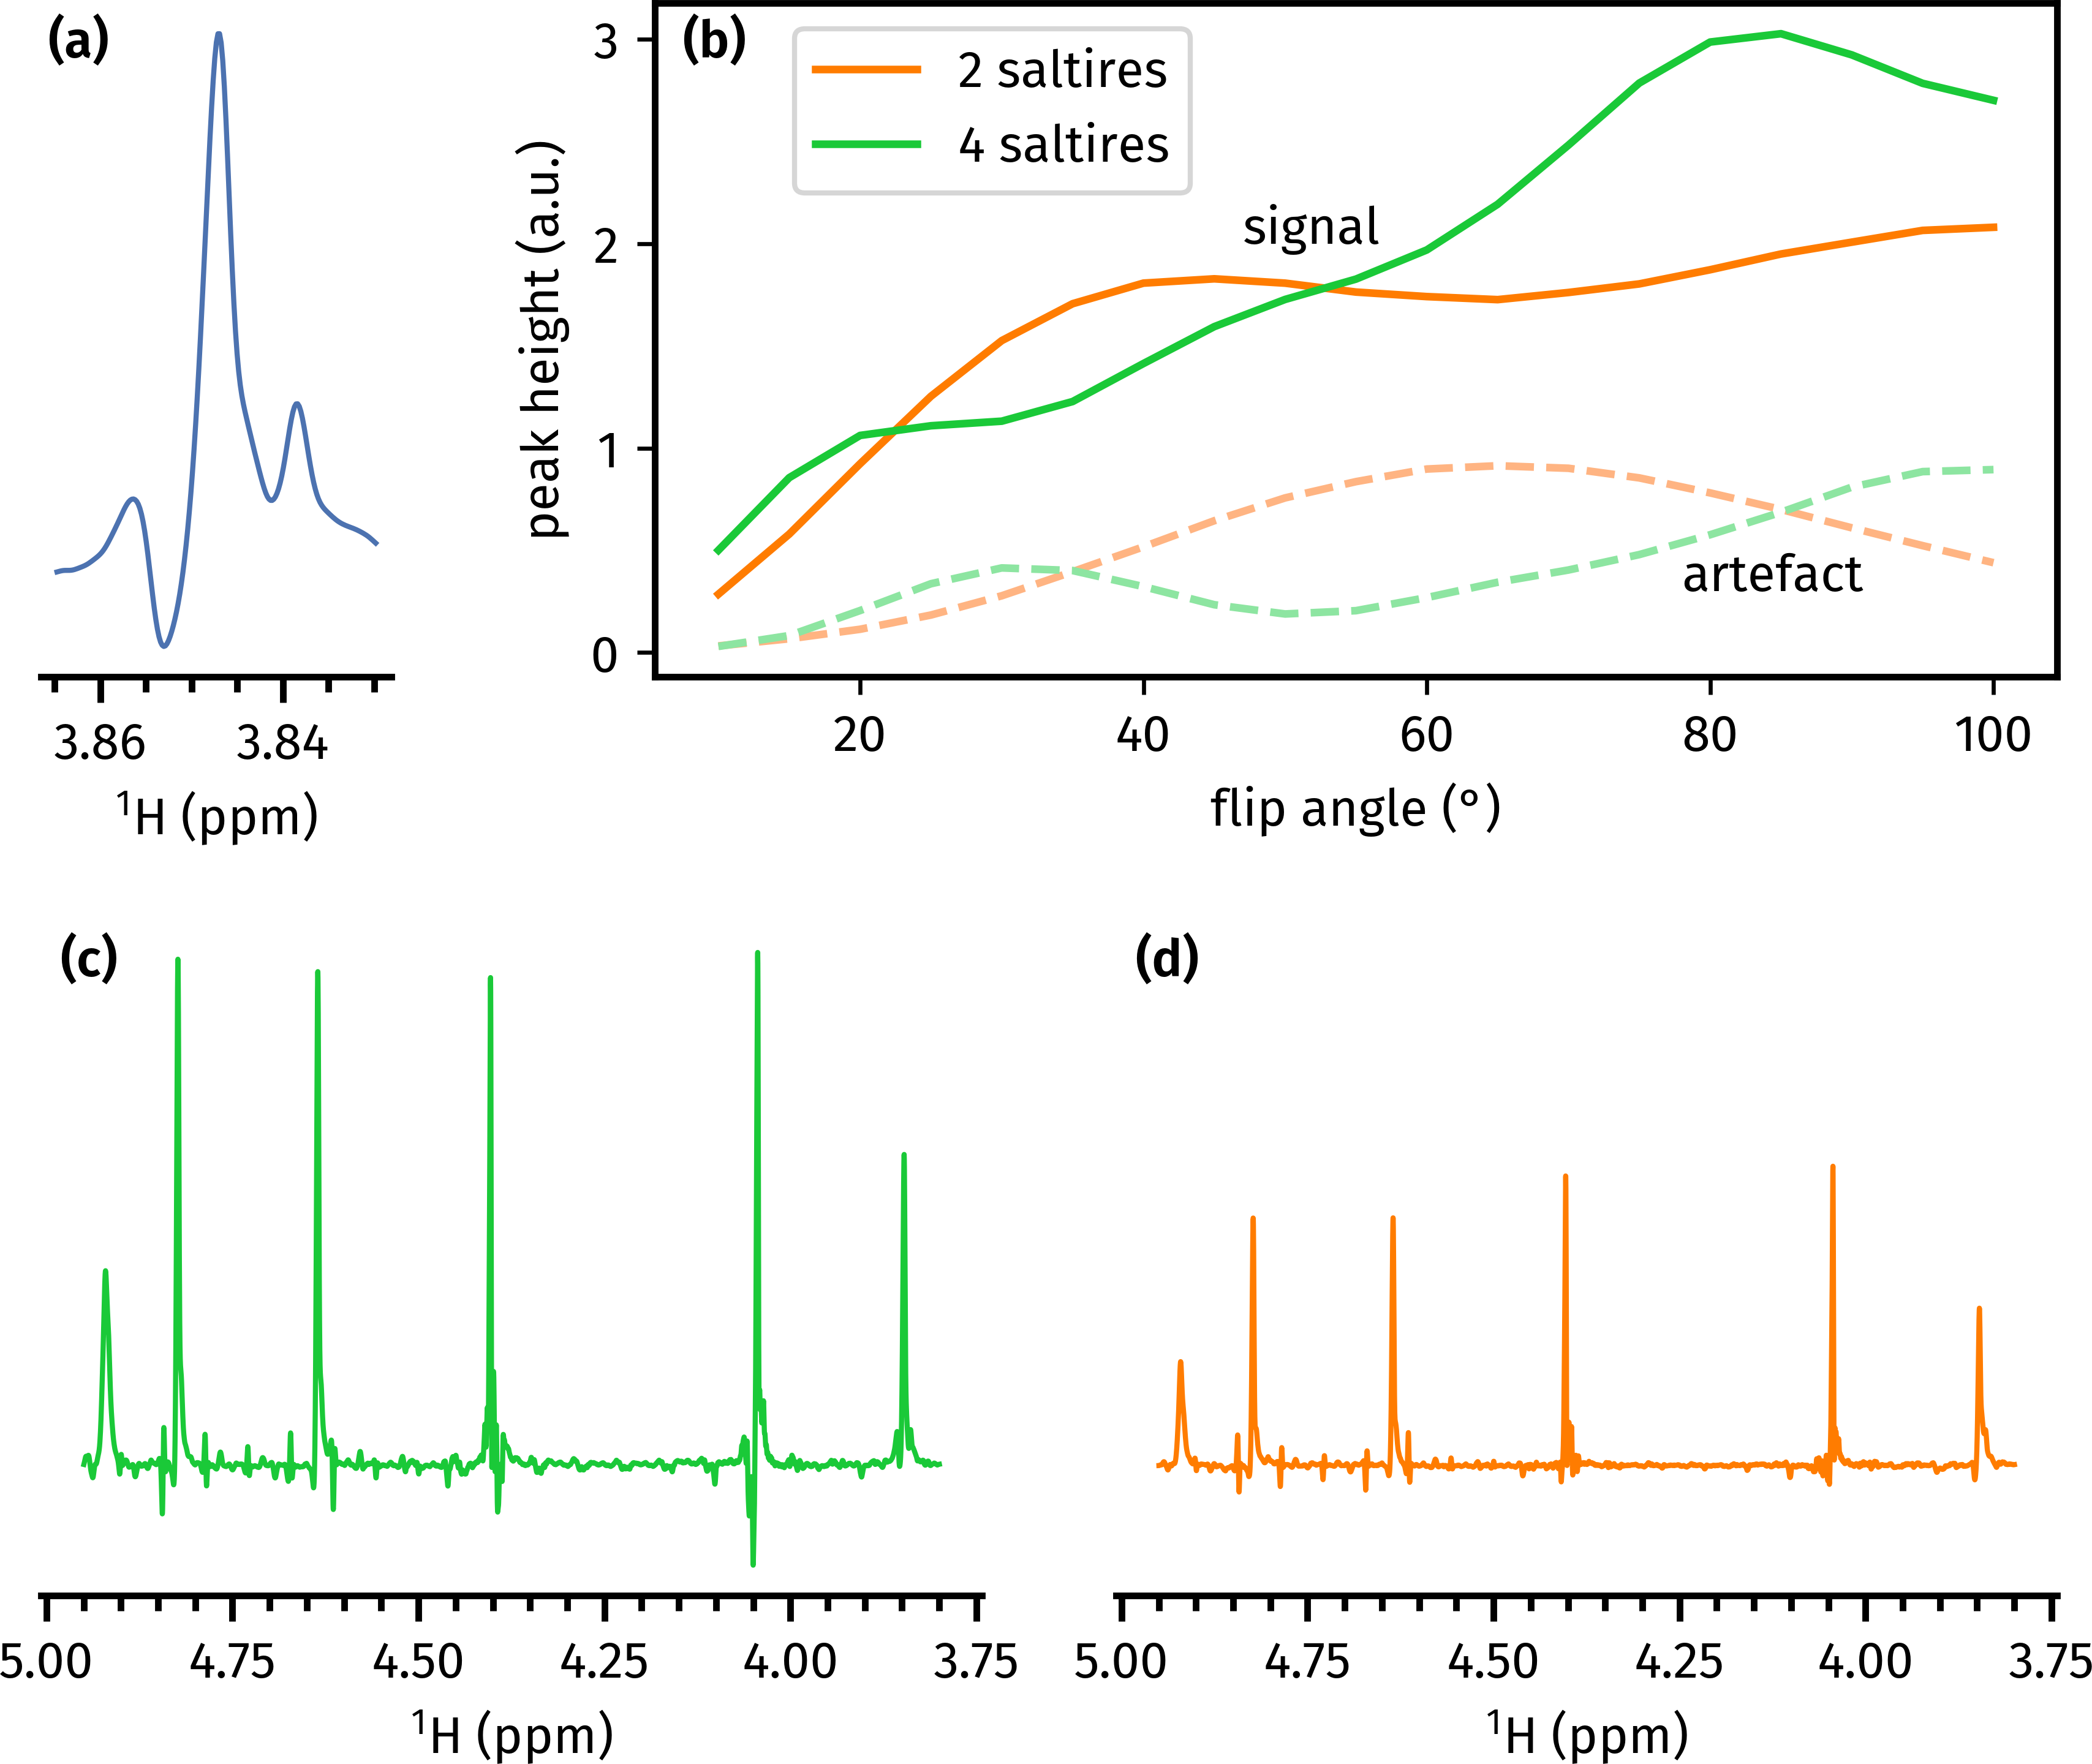 (a)
3.86 3.84
¹H (ppm)
(b)
2 saltires
4 saltires
signal
artefact
3
2
1
0
peak height (a.u.)
20 40 60 80 100
flip angle (°)
(c)
5.00 4.75 4.50 4.25 4.00 3.75
¹H (ppm)
(d)
5.00 4.75 4.50 4.25 4.00 3.75
¹H (ppm)